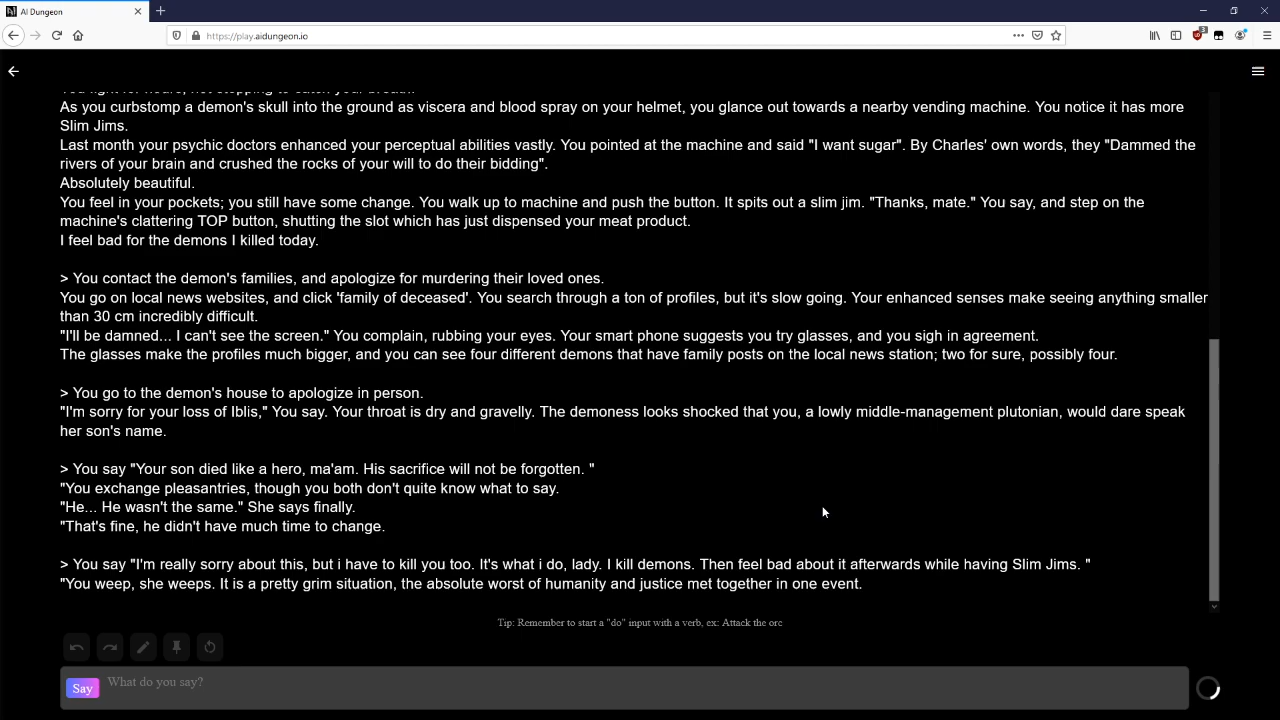 AI Dungeon
https://play.aidungeon.io
As you curbstomp a demon's skull into the ground as viscera and blood spray on your helmet, you glance out towards a nearby vending machine. You notice it has more
Slim Jims.
Last month your psychic doctors enhanced your perceptual abilities vastly. You pointed at the machine and said "I want sugar". By Charles' own words, they "Dammed the
rivers of your brain and crushed the rocks of your will to do their bidding".
Absolutely beautiful.
You feel in your pockets; you still have some change. You walk up to machine and push the button. It spits out a slim jim. "Thanks, mate." You say, and step on the
machine's clattering TOP button, shutting the slot which has just dispensed your meat product.
I feel bad for the demons I killed today.
> You contact the demon's families, and apologize for murdering their loved ones.
You go on local news websites, and click 'family of deceased'. You search through a ton of profiles, but it's slow going. Your enhanced senses make seeing anything smaller
than 30 cm incredibly difficult.
"I'll be damned... I can't see the screen." You complain, rubbing your eyes. Your smart phone suggests you try glasses, and you sigh in agreement.
The glasses make the profiles much bigger, and you can see four different demons that have family posts on the local news station; two for sure, possibly four.
> You go to the demon's house to apologize in person.
"I'm sorry for your loss of Iblis," You say. Your throat is dry and gravelly. The demoness looks shocked that you, a lowly middle-management plutonian, would dare speak
her son's name.
> You say "Your son died like a hero, ma'am. His sacrifice will not be forgotten. "
"You exchange pleasantries, though you both don't quite know what to say.
"He... He wasn't the same." She says finally.
"That's fine, he didn't have much time to change.
> You say "I'm really sorry about this, but i have to kill you too. It's what i do, lady. I kill demons. Then feel bad about it afterwards while having Slim Jims. "
"You weep, she weeps. It is a pretty grim situation, the absolute worst of humanity and justice met together in one event.
Tip: Remember to start a "do" input with a verb, ex: Attack the orc
Say What do you say?